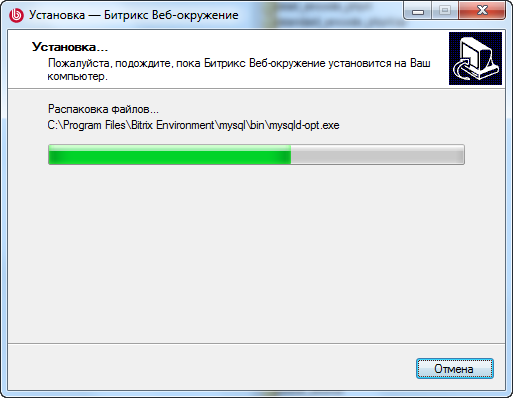 Установка — Битрикс Веб-окружение
Установка...
Пожалуйста, подождите, пока Битрикс Веб-окружение установится на Ваш
компьютер.
Распаковка файлов...
C:\Program Files\Bitrix Environment\mysql\bin\mysqld-opt.exe
Отмена